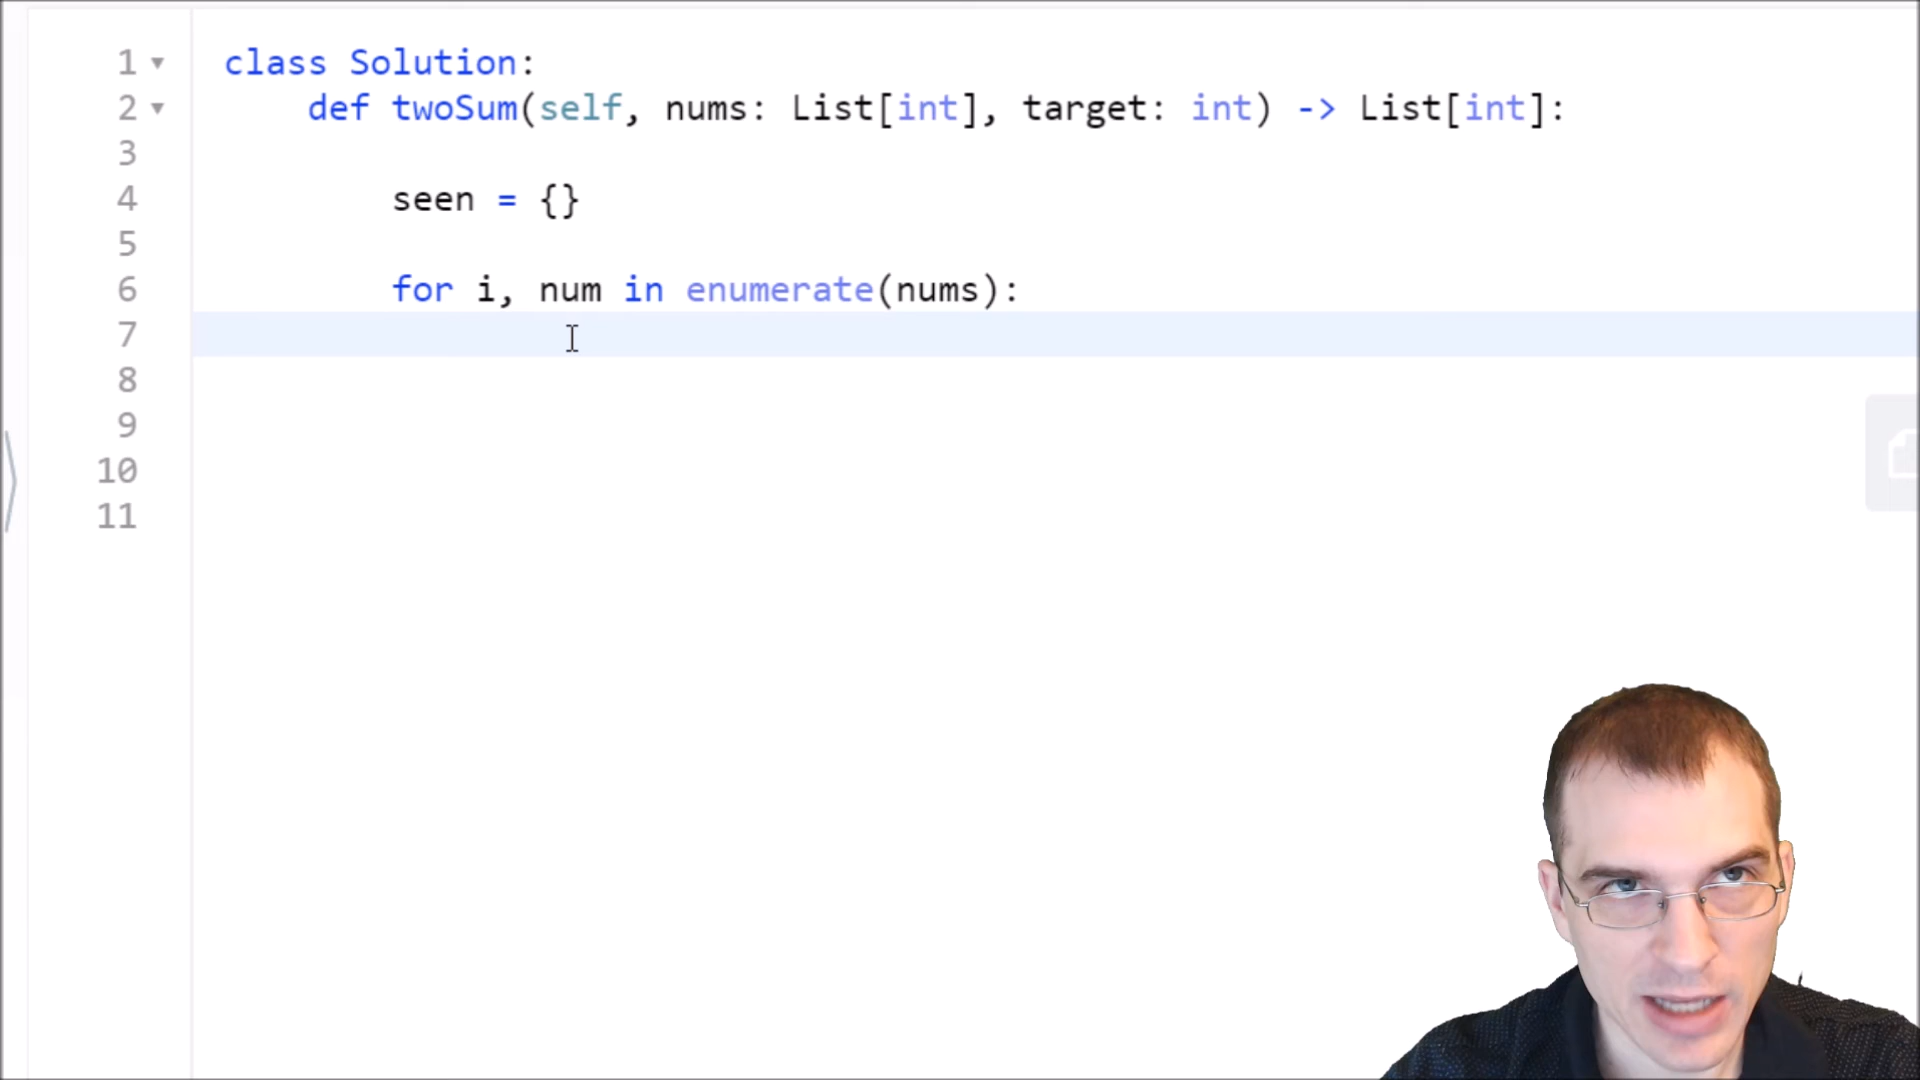 1 class Solution:
2 def twoSum(self, nums: List[int], target: int) -> List[int]:
3
4 seen = {}
5
6 for i, num in enumerate(nums):
7
8
9
10
11